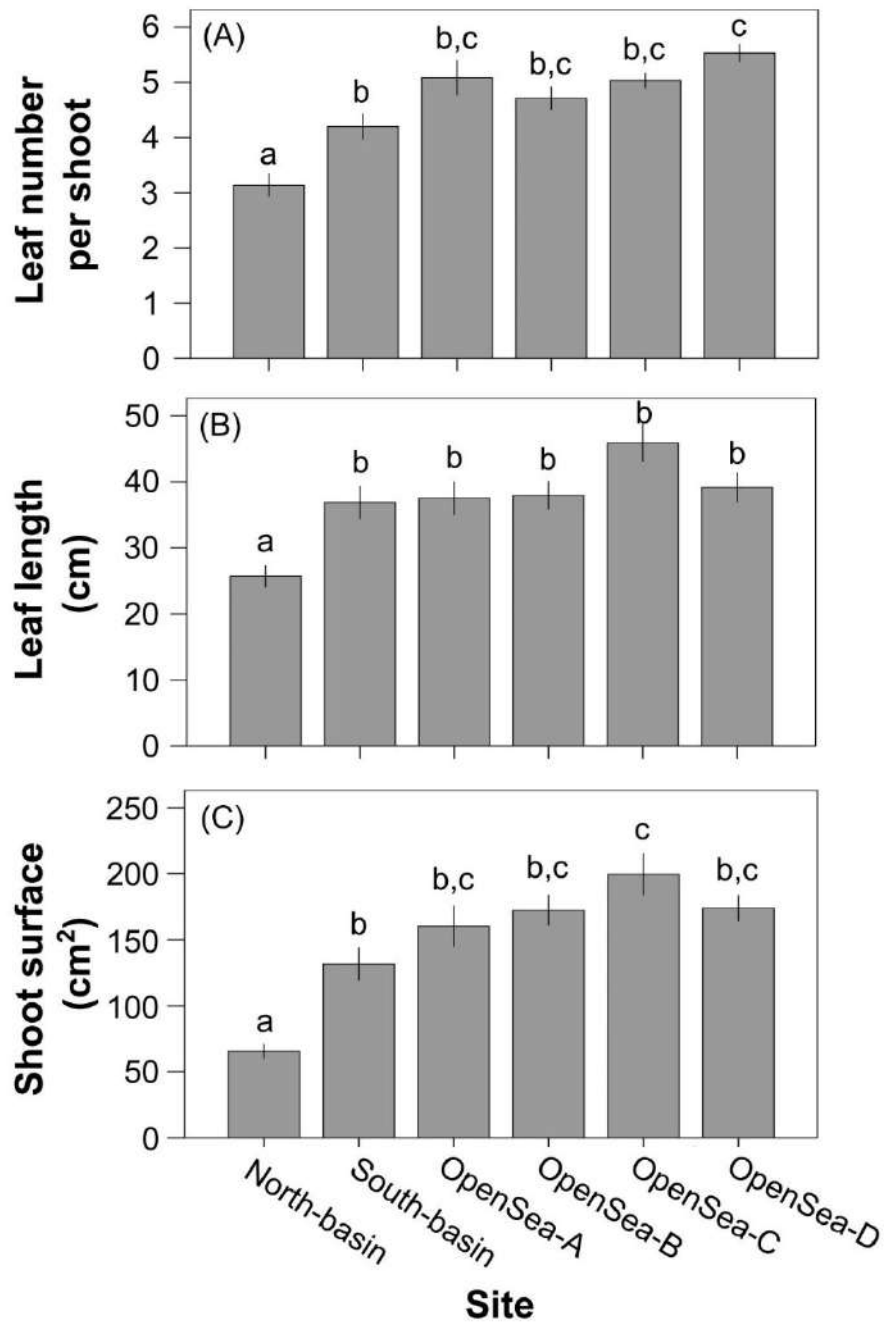 (A)
Leaf number
per shoot
6
5
4
3
2
1
0
a
b
b,c
b,c
b,c
c
(B)
Leaf length
(cm)
50
40
30
20
10
0
a
b
b
b
b
b
(C)
Shoot surface
(cm²)
250
200
150
100
50
0
a
b
b,c
b,c
c
b,c
North-basin
South-basin
OpenSea-A
OpenSea-B
OpenSea-C
OpenSea-D
Site